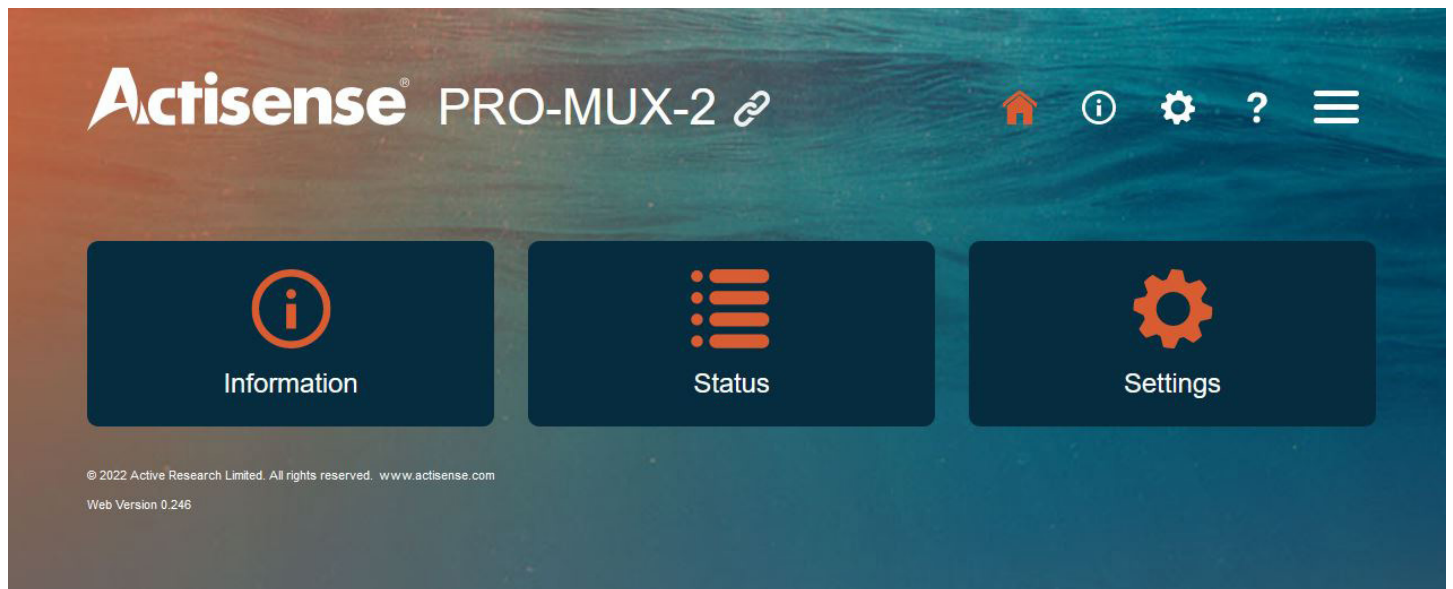 Actisense® PRO-MUX-2
Information
Status
Settings
© 2022 Active Research Limited. All rights reserved. www.actisense.com
Web Version 0.246